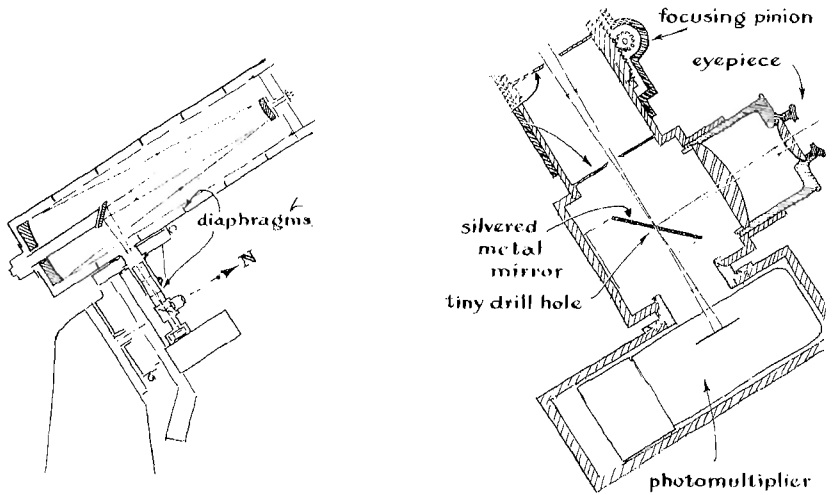 diaphragms
N
focusing pinion
eyepiece
silvered
metal
mirror
tiny drill hole
photomultiplier